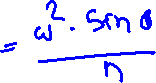 = ω². sin θ / n